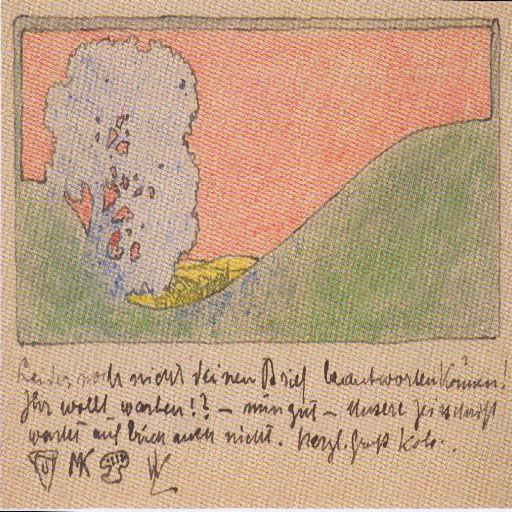 Leider noch nicht deinen Brief beantworten können!
Ihr wollt warten!? – nun gut – unsere
wartet auf Euch auch nicht. Herzl. Gruß Kolo.
MK